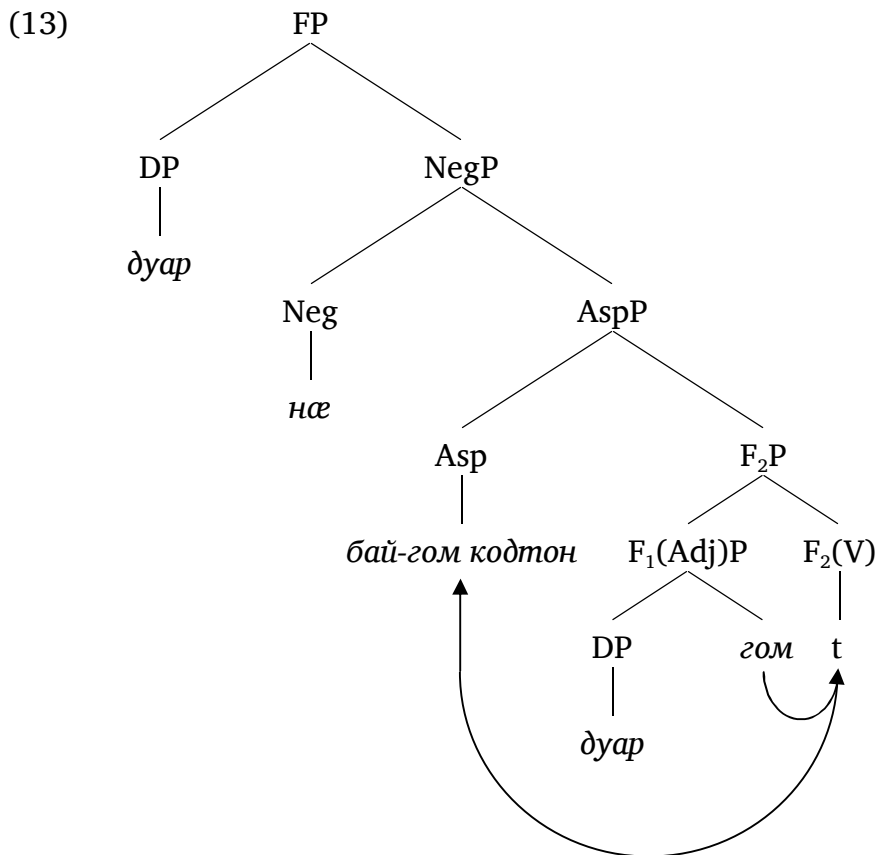 (13) FP
DP NegP
дуар
Neg AspP
нæ
Asp F₂P
бай-гом кодтон F₁(Adj)P F₂(V)
DP гом t
дуар